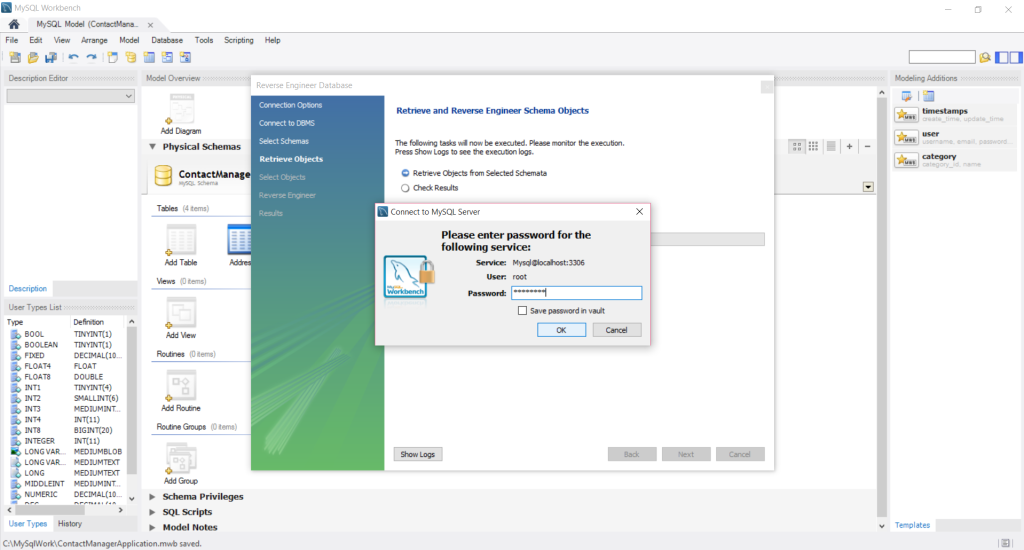 MySQL Workbench
MySQL Model (ContactMana.. ×
File Edit View Arrange Model Database Tools Scripting Help
Description Editor
Description
User Types List
Type Definition
BOOL TINYINT(1)
BOOLEAN TINYINT(1)
FIXED DECIMAL(10...
FLOAT4 FLOAT
FLOAT8 DOUBLE
INT1 TINYINT(4)
INT2 SMALLINT(6)
INT3 MEDIUMINT...
INT4 INT(11)
INT8 BIGINT(20)
INTEGER INT(11)
LONG VAR... MEDIUMBLOB
LONG VAR... MEDIUMTEXT
LONG MEDIUMTEXT
MIDDLEINT MEDIUMINT...
NUMERIC DECIMAL(10...
User Types History
Model Overview
Add Diagram
Physical Schemas
ContactManage
MySQL Schema
Tables (4 items)
Add Table Addres
Views (0 items)
Add View
Routines (0 items)
Add Routine
Routine Groups (0 items)
Add Group
Schema Privileges
SQL Scripts
Model Notes
Reverse Engineer Database
Connection Options
Connect to DBMS
Select Schemas
Retrieve Objects
Select Objects
Reverse Engineer
Results
Retrieve and Reverse Engineer Schema Objects
The following tasks will now be executed. Please monitor the execution.
Press Show Logs to see the execution logs.
Retrieve Objects from Selected Schemata
Check Results
Show Logs Back Next Cancel
Connect to MySQL Server
Please enter password for the
following service:
MySQL
Workbench
Service: Mysql@localhost:3306
User: root
Password: ********
Save password in vault
OK Cancel
Modeling Additions
timestamps
create_time, update_time
user
username, email, password...
category
category_id, name
Templates
C:\MySqlWork\ContactManagerApplication.mwb saved.